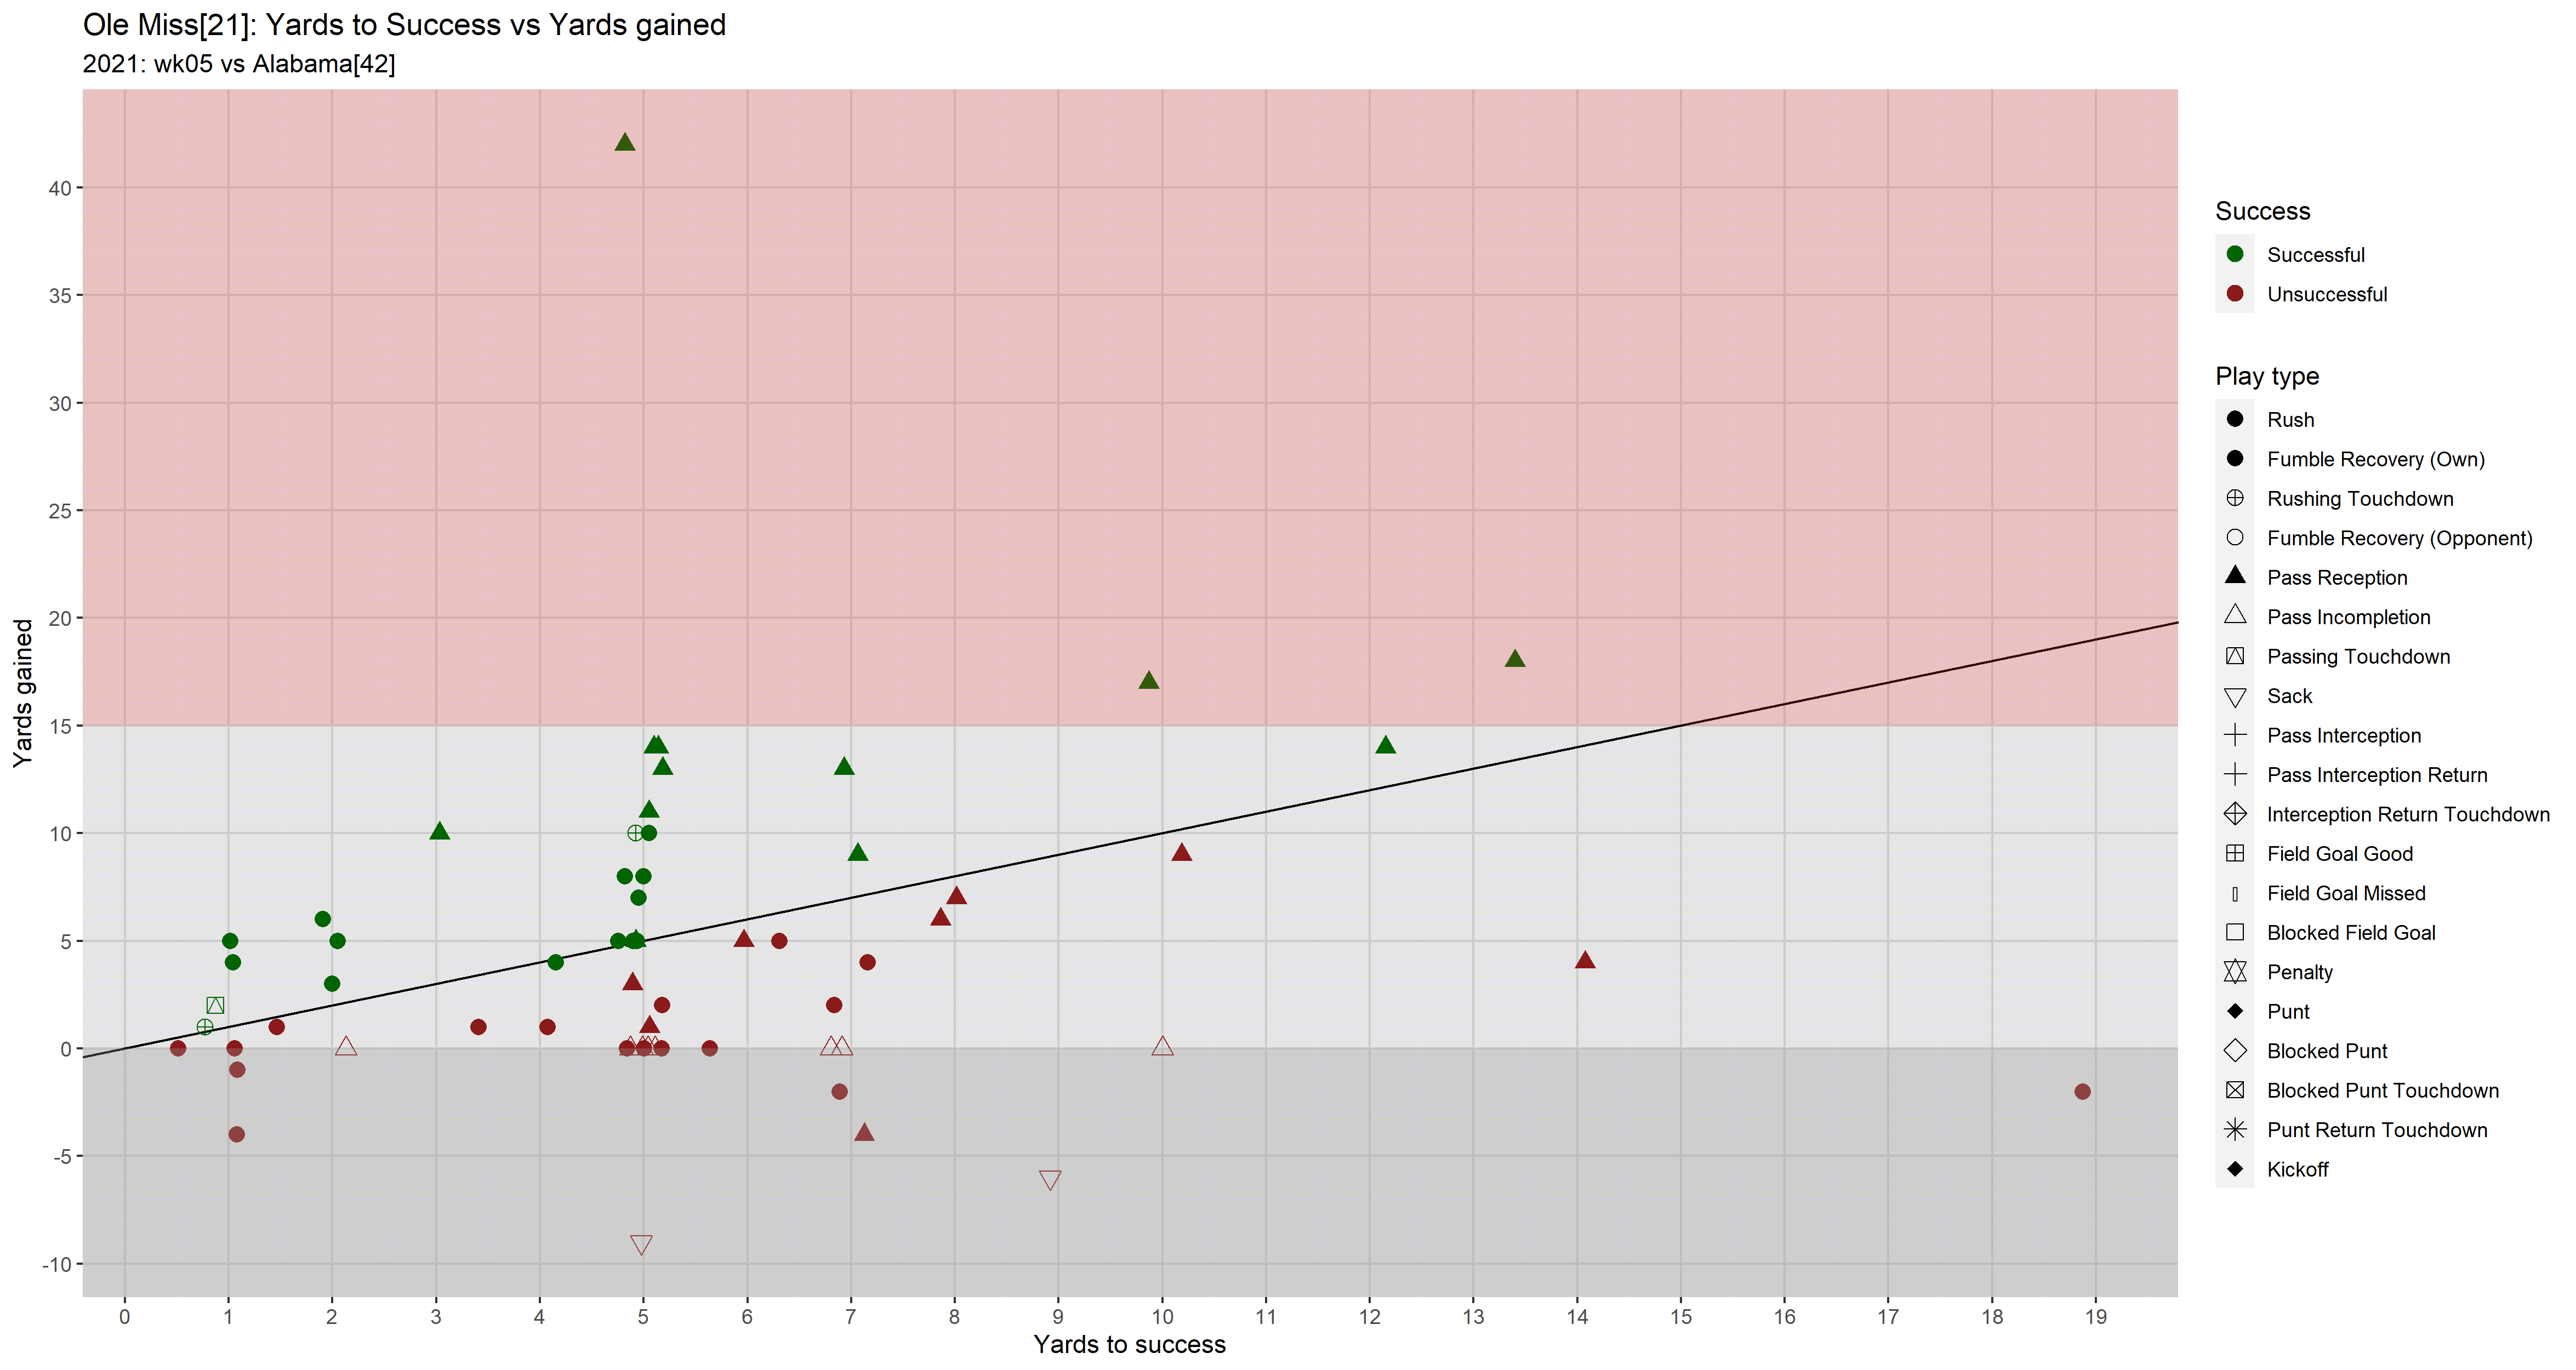 Ole Miss[21]: Yards to Success vs Yards gained
2021: wk05 vs Alabama[42]
Yards gained
40
35
30
25
20
15
10
5
0
-5
-10
0 1 2 3 4 5 6 7 8 9 10 11 12 13 14 15 16 17 18 19
Yards to success
Success
Successful
Unsuccessful
Play type
Rush
Fumble Recovery (Own)
Rushing Touchdown
Fumble Recovery (Opponent)
Pass Reception
Pass Incompletion
Passing Touchdown
Sack
Pass Interception
Pass Interception Return
Interception Return Touchdown
Field Goal Good
Field Goal Missed
Blocked Field Goal
Penalty
Punt
Blocked Punt
Blocked Punt Touchdown
Punt Return Touchdown
Kickoff